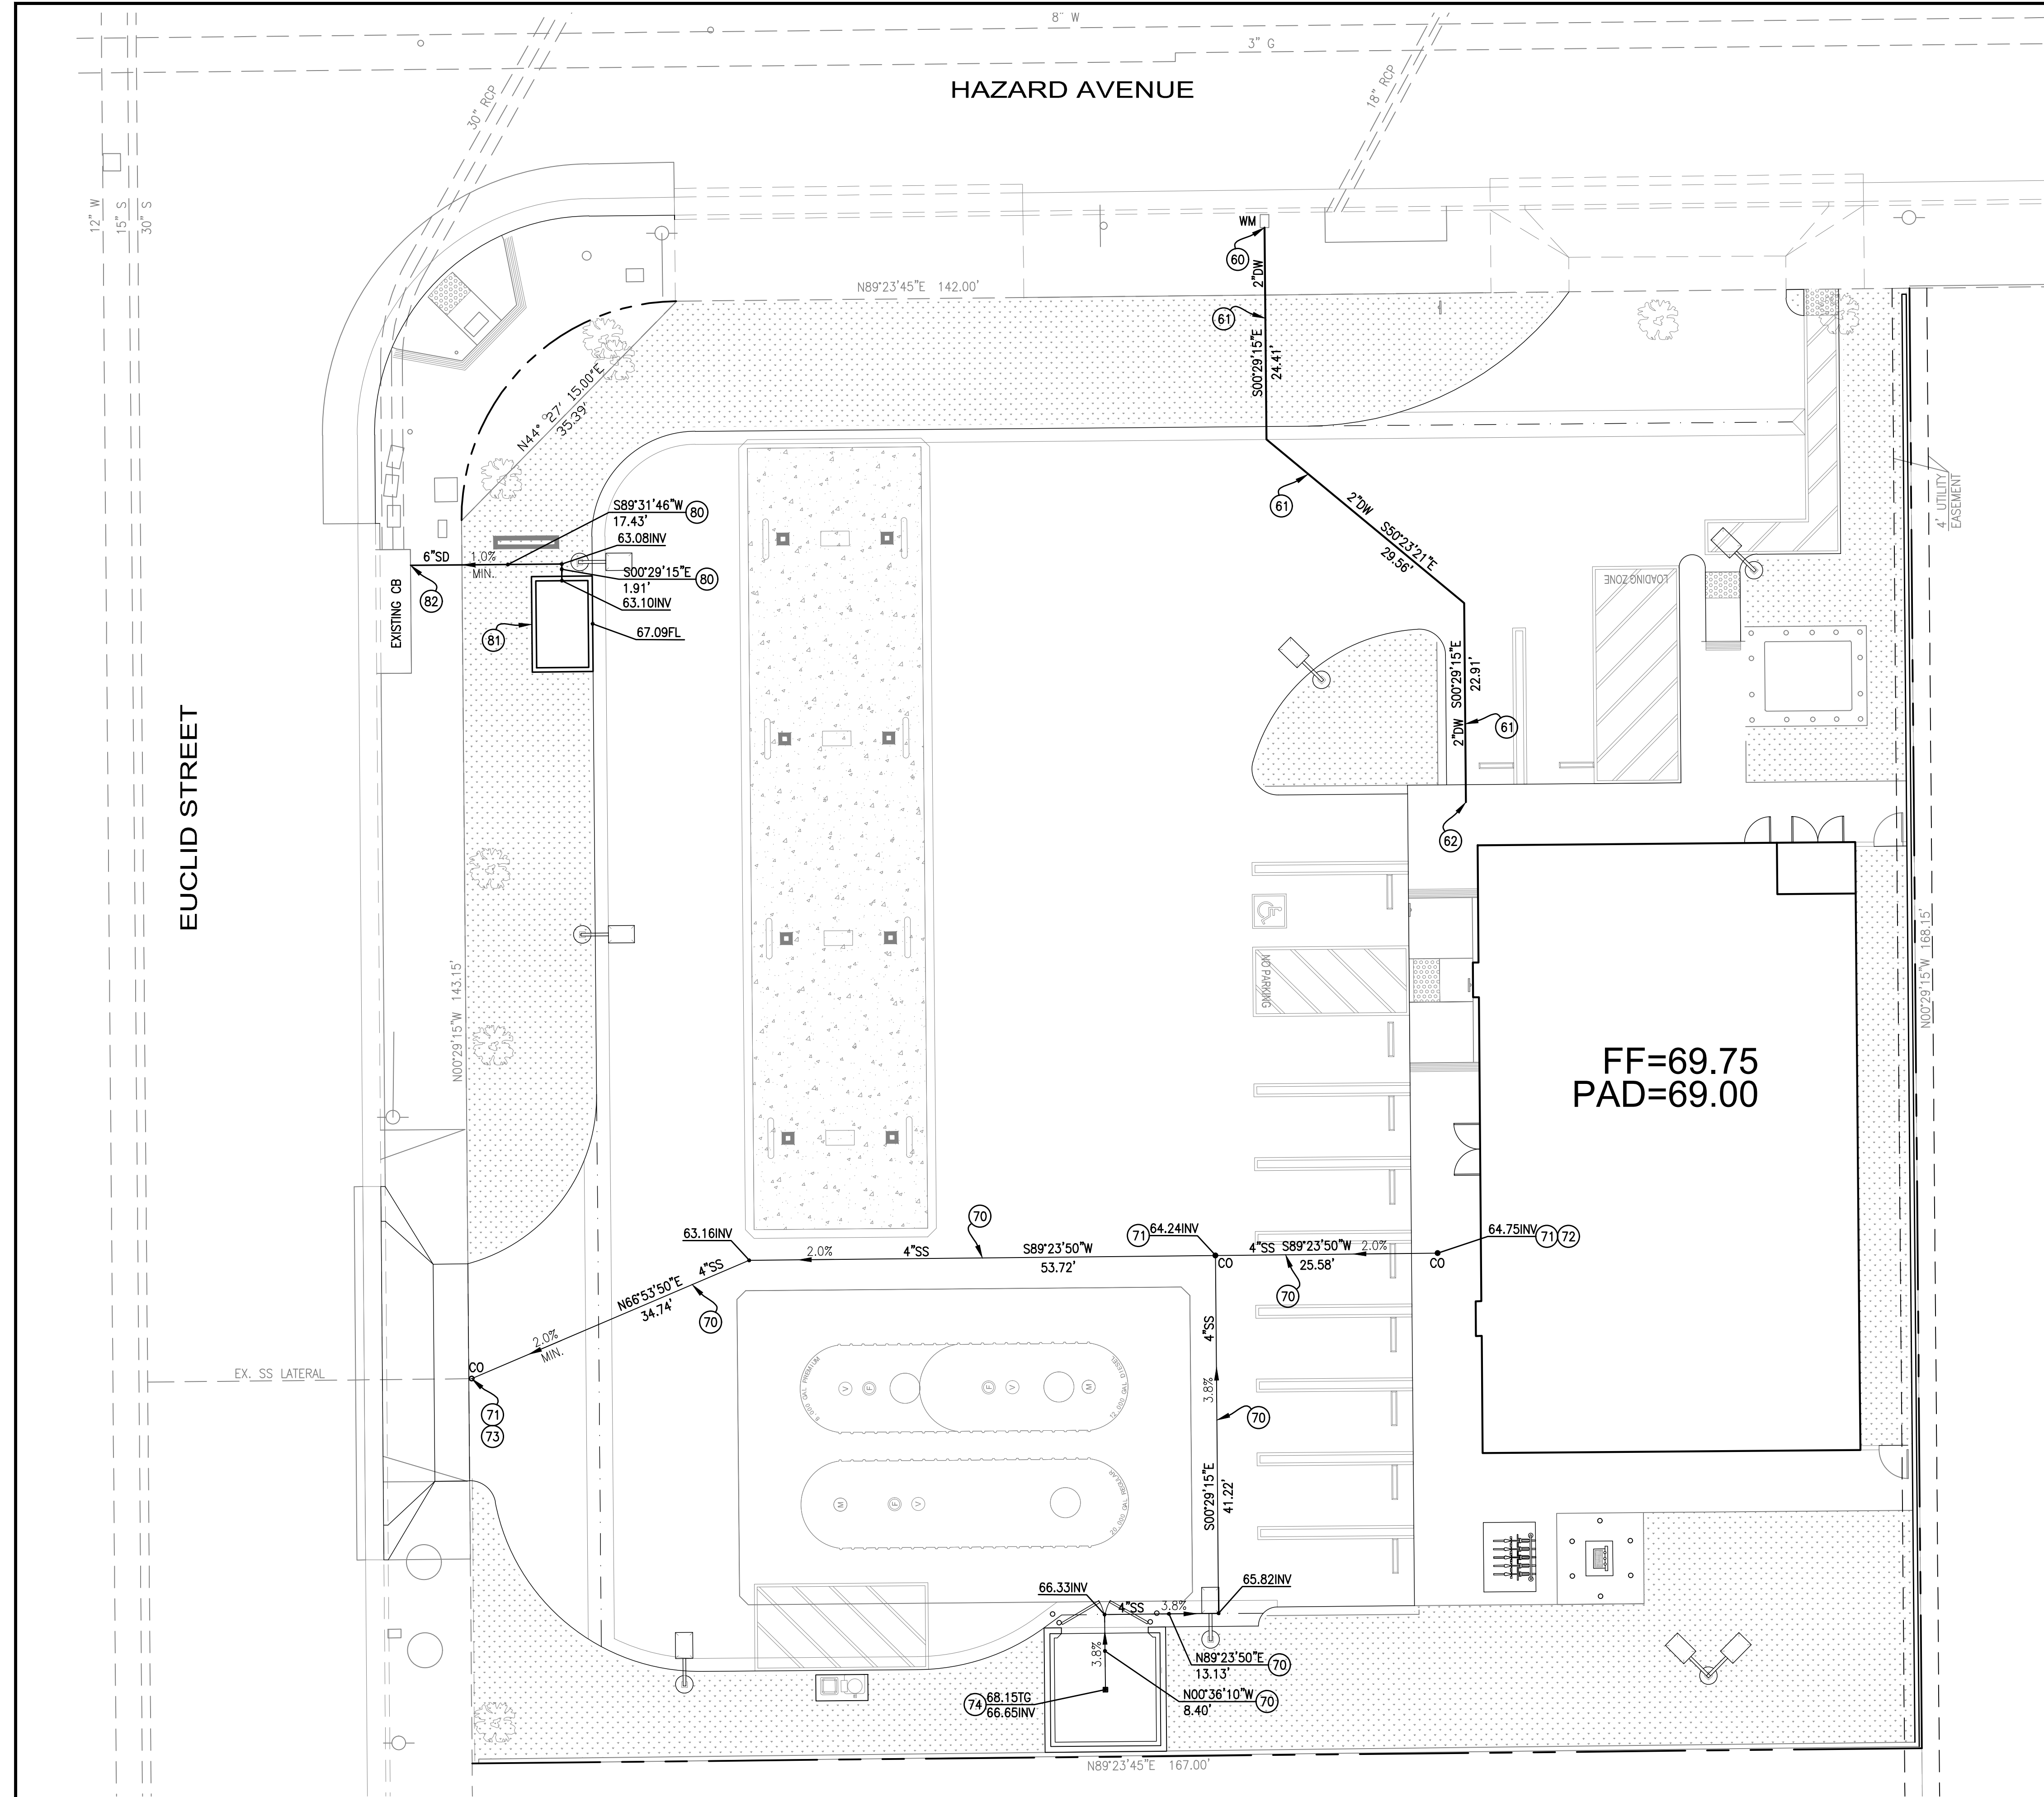 8" W
3" G
HAZARD AVENUE
30" RCP
18" RCP
12" W
15" S
30" S
WM
60
2"DW
61
S00°29'15"E
24.41'
N89°23'45"E 142.00'
N44° 27' 15.00"E
35.39'
4' UTILITY
EASEMENT
61
2"DW S50°23'21"E
29.56'
S89°31'46"W 80
17.43'
63.08INV
6"SD
1.0%
MIN.
S00°29'15"E 80
1.91'
63.10INV
67.09FL
EXISTING CB
82
81
LOADING ZONE
2"DW S00°29'15"E
22.91'
61
62
EUCLID STREET
N00°29'15"W 143.15'
N00°29'15"W 168.15'
NO PARKING
FF=69.75
PAD=69.00
63.16INV
70
71 64.24INV
64.75INV 71 72
2.0%
4"SS
S89°23'50"W
53.72'
CO
4"SS S89°23'50"W 2.0%
25.58'
CO
70
N66°53'50"E 4"SS
34.74'
70
2.0%
MIN.
CO
EX. SS LATERAL
71
73
4"SS
3.8%
70
S00°29'15"E
41.22'
V
F
F
V
M
12,000 GAL DIESEL
M
F
V
20,000 GAL REGULAR
66.33INV
65.82INV
4"SS
3.8%
3.8%
N89°23'50"E 70
13.13'
N00°36'10"W 70
8.40'
74 68.15TG
66.65INV
N89°23'45"E 167.00'